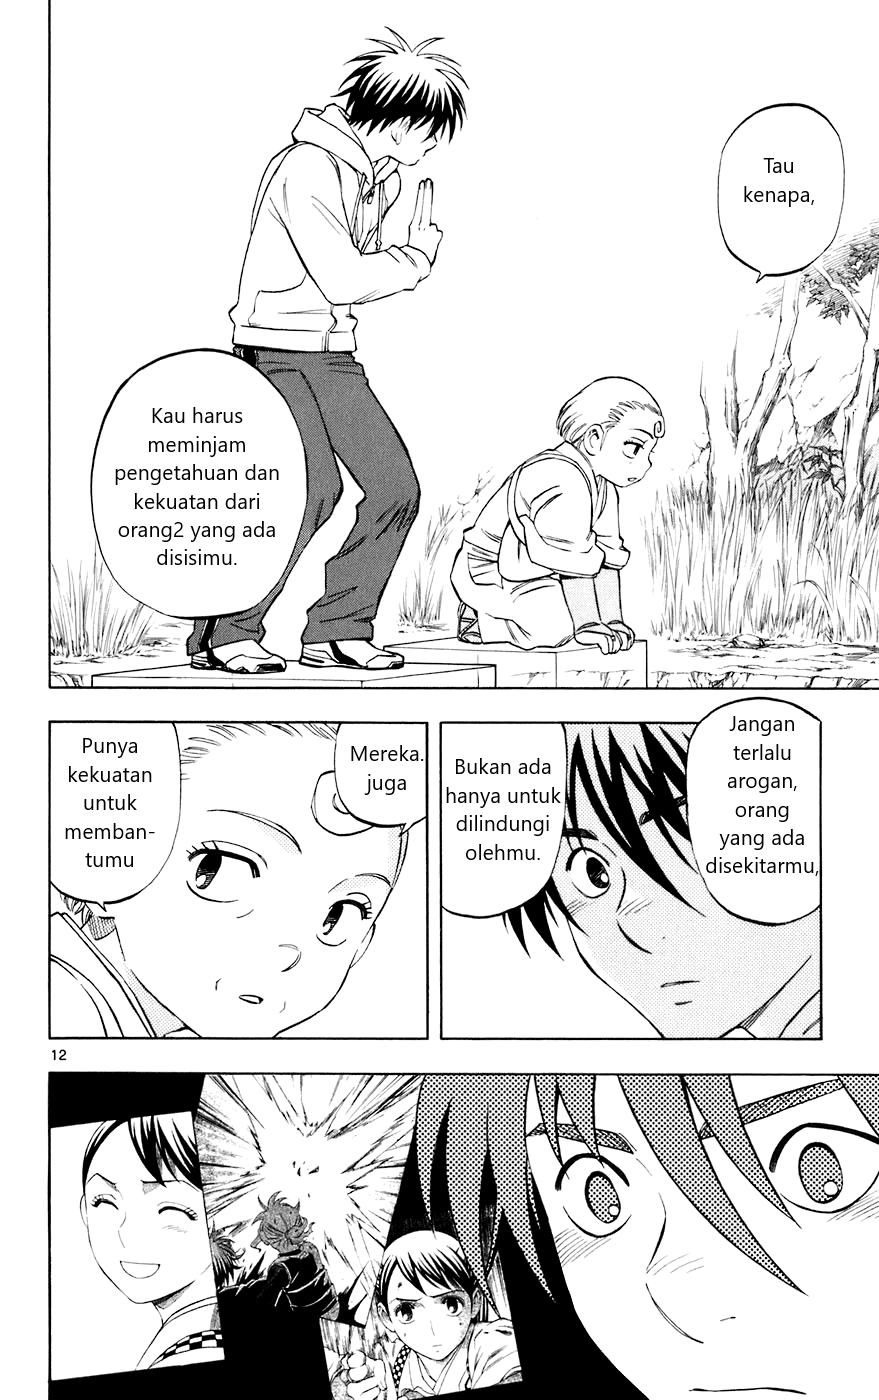 Tau
kenapa,
Kau harus
meminjam
pengetahuan dan
kekuatan dari
orang2 yang ada
disisimu.
Jangan
terlalu
arogan,
orang
yang ada
disekitarmu,
Bukan ada
hanya untuk
dilindungi
olehmu.
Mereka.
juga
Punya
kekuatan
untuk
memban-
tumu
12